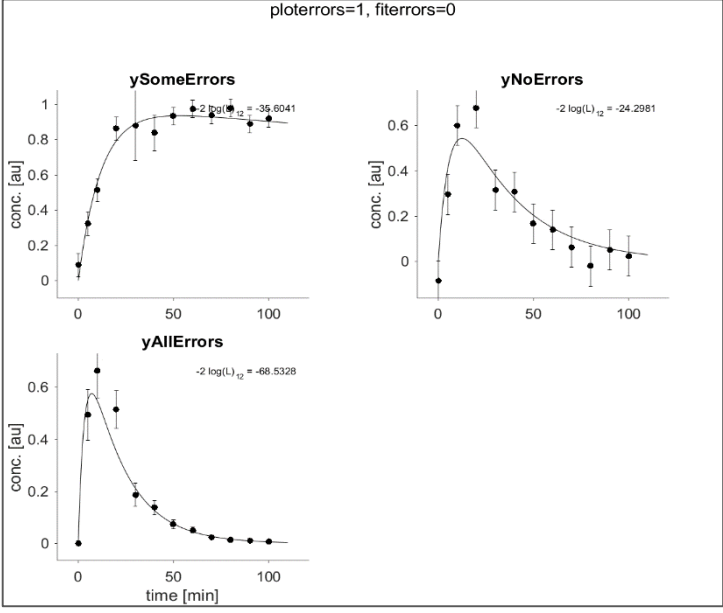 ploterrors=1, fiterrors=0
ySomeErrors
-2 log(L)12 = -35.6041
1
0.8
0.6
0.4
0.2
0
conc. [au]
0 50 100
yNoErrors
-2 log(L)12 = -24.2981
0.6
0.4
0.2
0
conc. [au]
0 50 100
yAllErrors
-2 log(L)12 = -68.5328
0.6
0.4
0.2
0
conc. [au]
0 50 100
time [min]